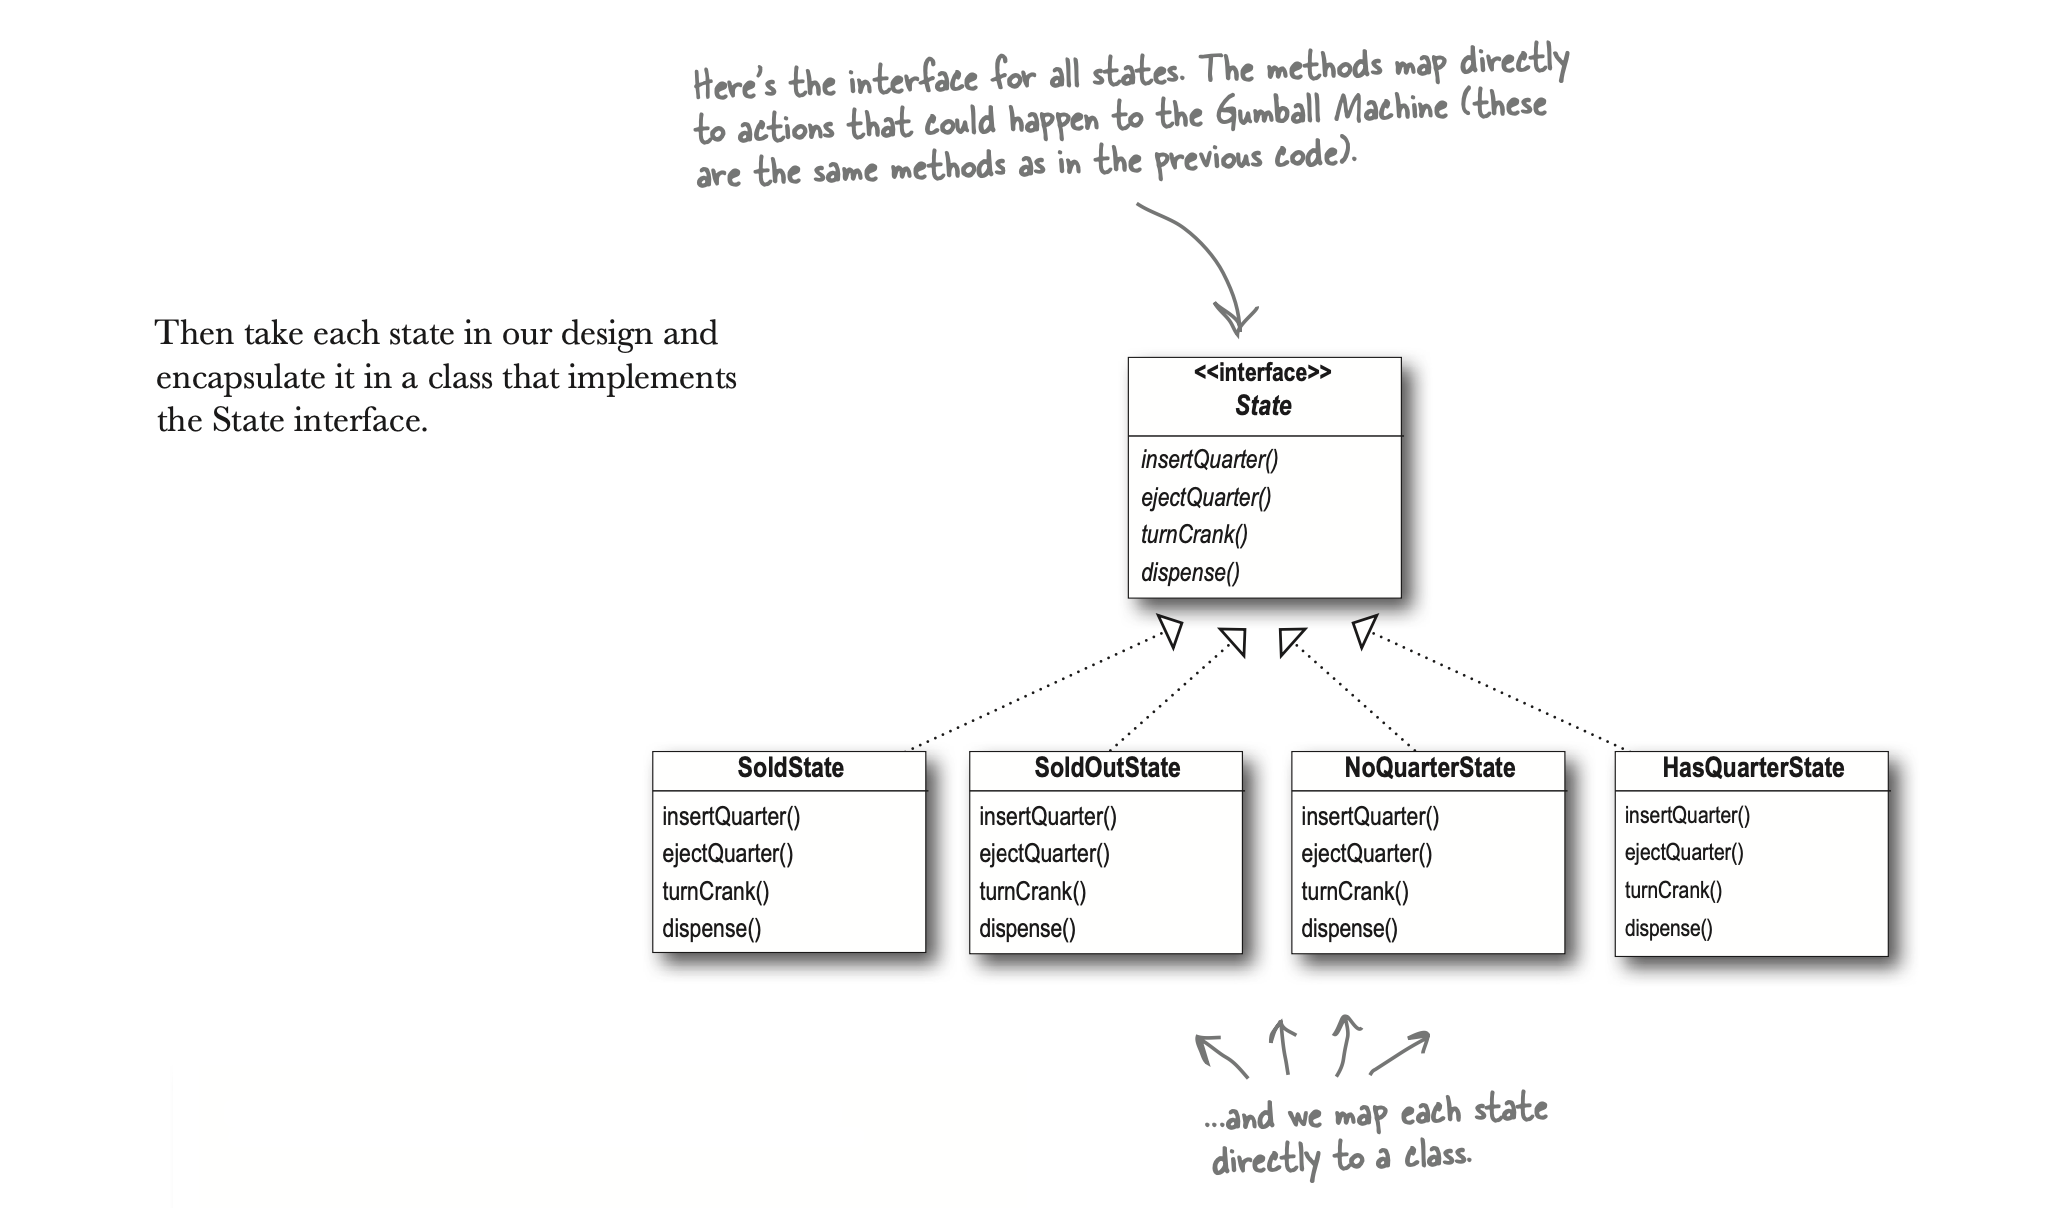 Here's the interface for all states. The methods map directly
to actions that could happen to the Gumball Machine (these
are the same methods as in the previous code).
Then take each state in our design and
encapsulate it in a class that implements
the State interface.
<<interface>>
State
insertQuarter()
ejectQuarter()
turnCrank()
dispense()
SoldState
insertQuarter()
ejectQuarter()
turnCrank()
dispense()
SoldOutState
insertQuarter()
ejectQuarter()
turnCrank()
dispense()
NoQuarterState
insertQuarter()
ejectQuarter()
turnCrank()
dispense()
HasQuarterState
insertQuarter()
ejectQuarter()
turnCrank()
dispense()
...and we map each state
directly to a class.